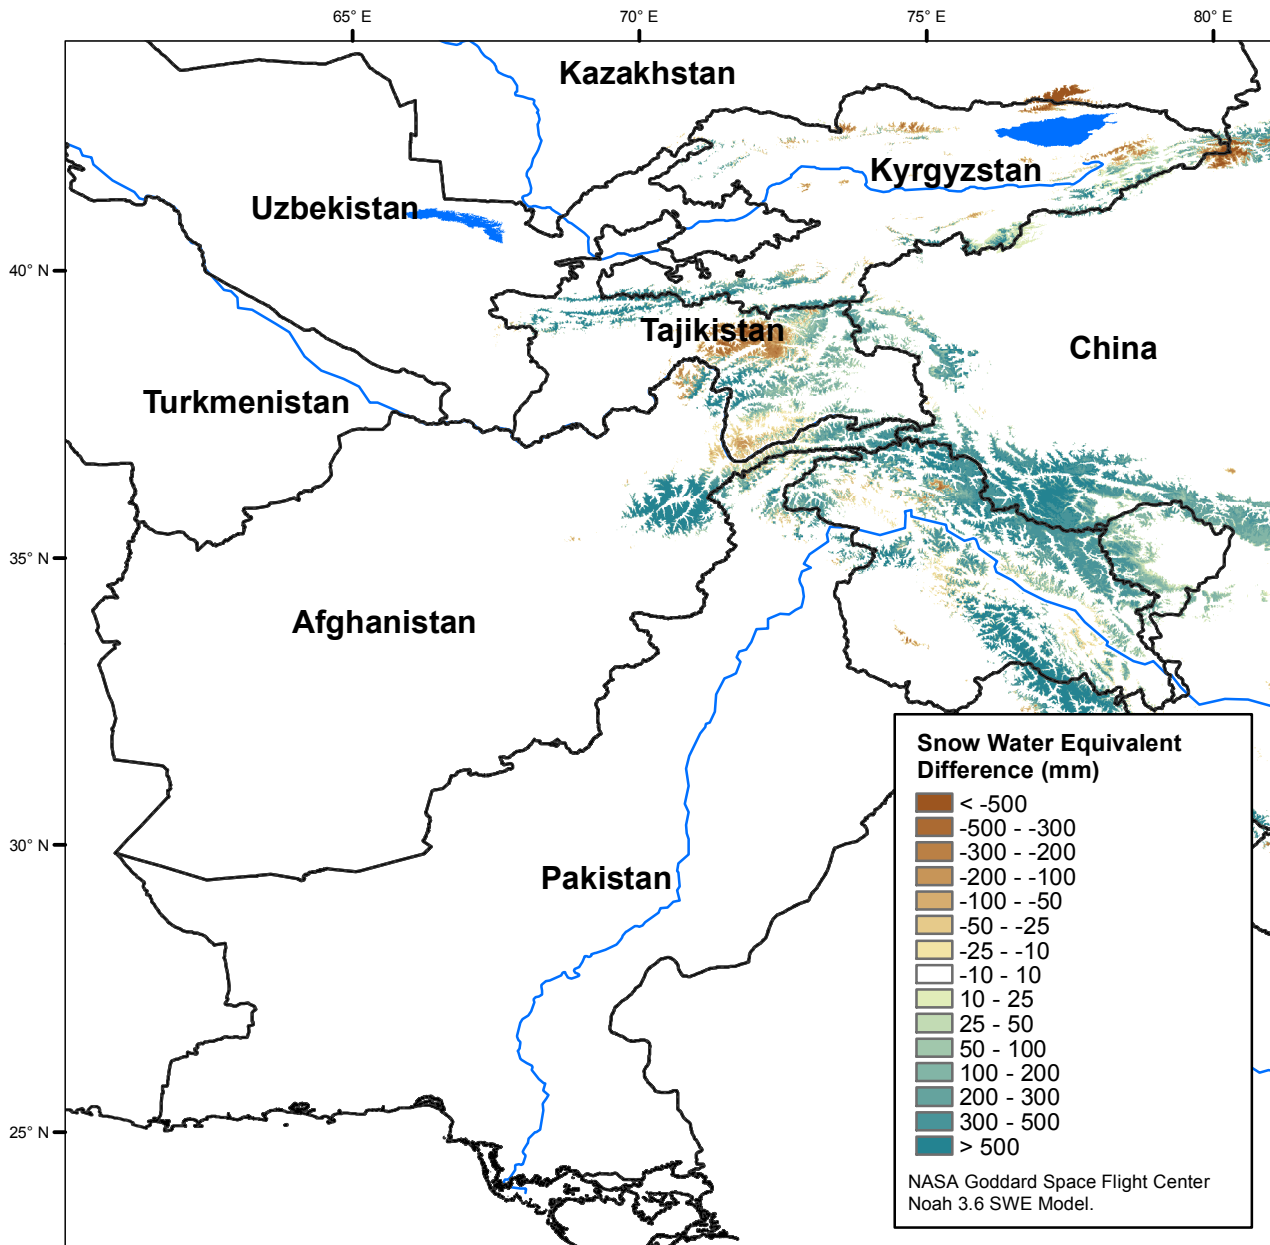 65° E
70° E
75° E
80° E
Kazakhstan
Kyrgyzstan
Uzbekistan
40° N
Tajikistan
China
Turkmenistan
35° N
Afghanistan
Snow Water Equivalent
Difference (mm)
< -500
-500 - -300
-300 - -200
-200 - -100
-100 - -50
-50 - -25
-25 - -10
-10 - 10
10 - 25
25 - 50
50 - 100
100 - 200
200 - 300
300 - 500
> 500
30° N
Pakistan
25° N
NASA Goddard Space Flight Center
Noah 3.6 SWE Model.